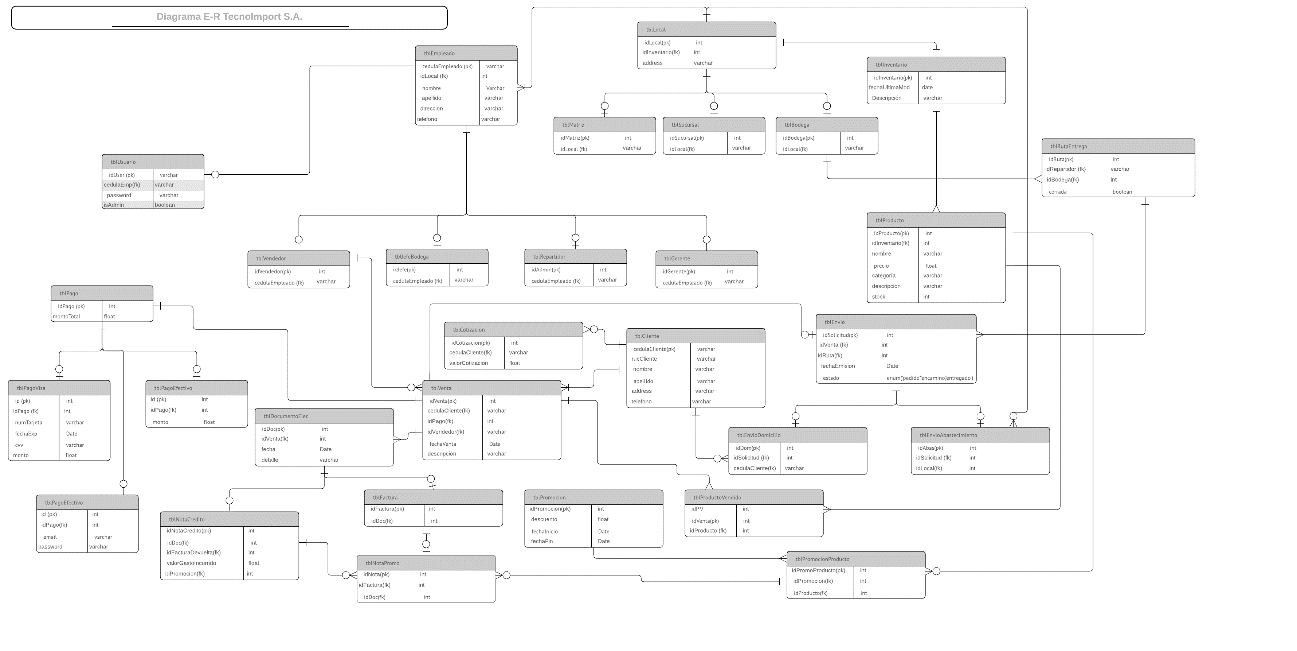 Diagrama E-R TecnoImport S.A.
tblEmpleado
cedulaEmpleado (pk) varchar
idLocal (fk) int
nombre Varchar
apellido varchar
direccion varchar
telefono varchar
tblLocal
idLocal(pk) int
idInventario(fk) int
address varchar
tblInventario
idInventario(pk) int
fechaUltimaMod date
Descripción varchar
tblMatriz
idMatriz(pk) int
idLocal (fk) varchar
tblSucursal
idSucursal(pk) int
idLocal(fk) varchar
tblBodega
idBodega(pk) int
idLocal(fk) varchar
tblRutaEntrega
idRuta(pk) int
idRepartidor (fk) varchar
idBodega(fk) int
cerrada boolean
tblUsuario
idUser (pk) varchar
cedulaEmp(fk) varchar
password varchar
isAdmin boolean
tblProducto
idProducto(pk) int
idInventario(fk) int
nombre varchar
precio float
categoria varchar
descripcion varchar
stock int
tblVendedor
idVendedor(pk) int
cedulaEmpleado (fk) varchar
tblJefeBodega
idJefe(pk) int
cedulaEmpleado (fk) varchar
tblRepartidor
idAdmin(pk) int
cedulaEmpleado (fk) varchar
tblGerente
idGerente(pk) int
cedulaEmpleado (fk) varchar
tblPago
idPago (pk) int
montoTotal float
tblCotizacion
idCotizacion(pk) int
cedulaCliente(fk) varchar
valorCotizacion float
tblCliente
cedulaCliente(pk) varchar
rucCliente varchar
nombre varchar
apellido varchar
address varchar
telefono varchar
tblEnvio
idSolicitud(pk) int
idVenta (fk) int
idRuta(fk) int
fechaEmision Date
estado
tblPagoVisa
id (pk) int
idPago (fk) int
numTarjeta varchar
fechaExp Date
cvv varchar
monto float
tblPagoEfectivo
id (pk) int
idPago(fk) int
monto float
tblVenta
idVenta(pk) int
cedulaCliente(fk) varchar
idPago(fk) int
idVendedor(fk) int
fechaVenta Date
descripcion varchar
tblDocumentoElec
idDoc(pk) int
idVenta(fk) int
fecha Date
detalle varchar
tblEnvioDomicilio
idDom(pk) int
idSolicitud (fk) int
cedulaCliente(fk) varchar
tblEnvioAbastecimiento
idAbas(pk) int
idSolicitud (fk) int
idLocal(fk) int
tblPagoEfectivo
id (pk) int
idPago(fk) int
email varchar
password varchar
tblNotaCredito
idNotaCredito(pk) int
idDoc(fk) int
idFacturaDevuelta(fk) int
valorGastoIncurrido float
idPromocion(fk) int
tblFactura
idFactura(pk) int
idDoc(fk) int
tblPromocion
idPromocion(pk) int
descuento float
fechaInicio Date
fechaFin Date
tblProductoVendido
idPV int
idVenta(fk) int
idProducto (fk) int
tblNotaPromo
idNota(pk) int
idFactura(fk) int
idDoc(fk) int
tblPromocionProducto
idPromoProducto(pk) int
idPromocion(fk) int
idProducto(fk) int